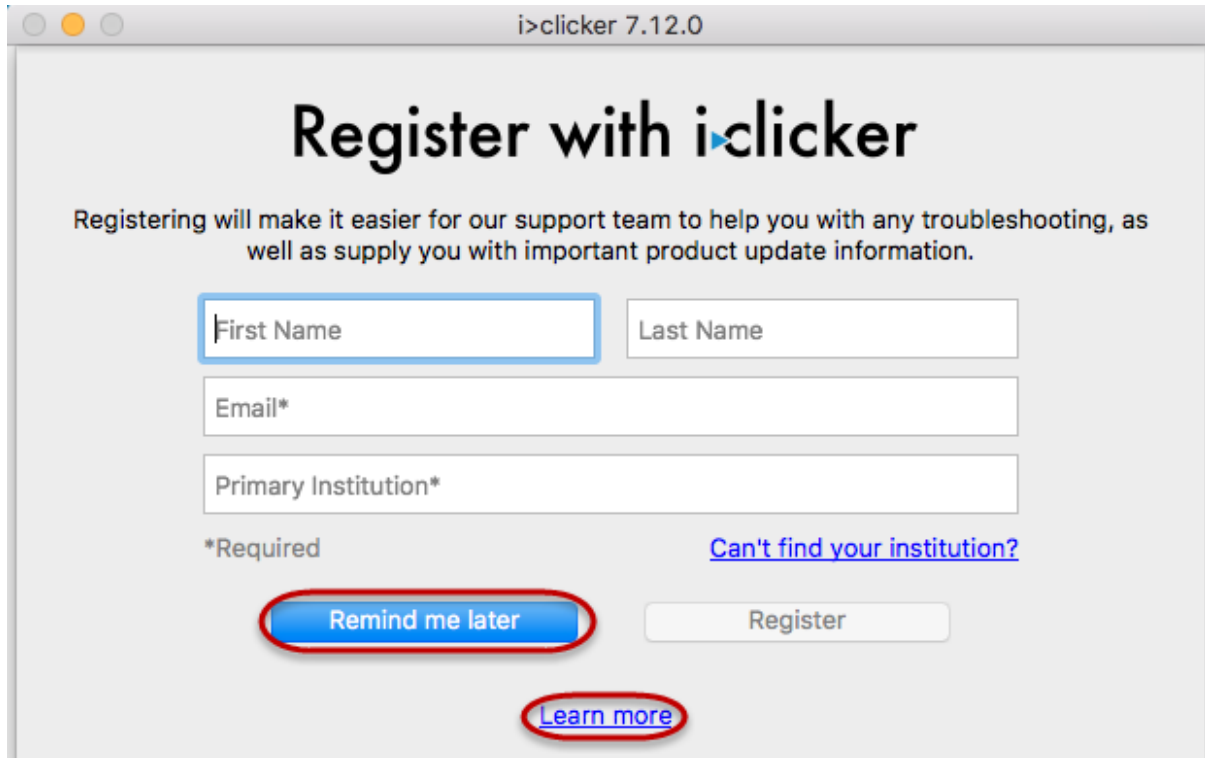 i>clicker 7.12.0
Register with i>clicker
Registering will make it easier for our support team to help you with any troubleshooting, as
well as supply you with important product update information.
First Name Last Name
Email*
Primary Institution*
*Required Can't find your institution?
Remind me later Register
Learn more